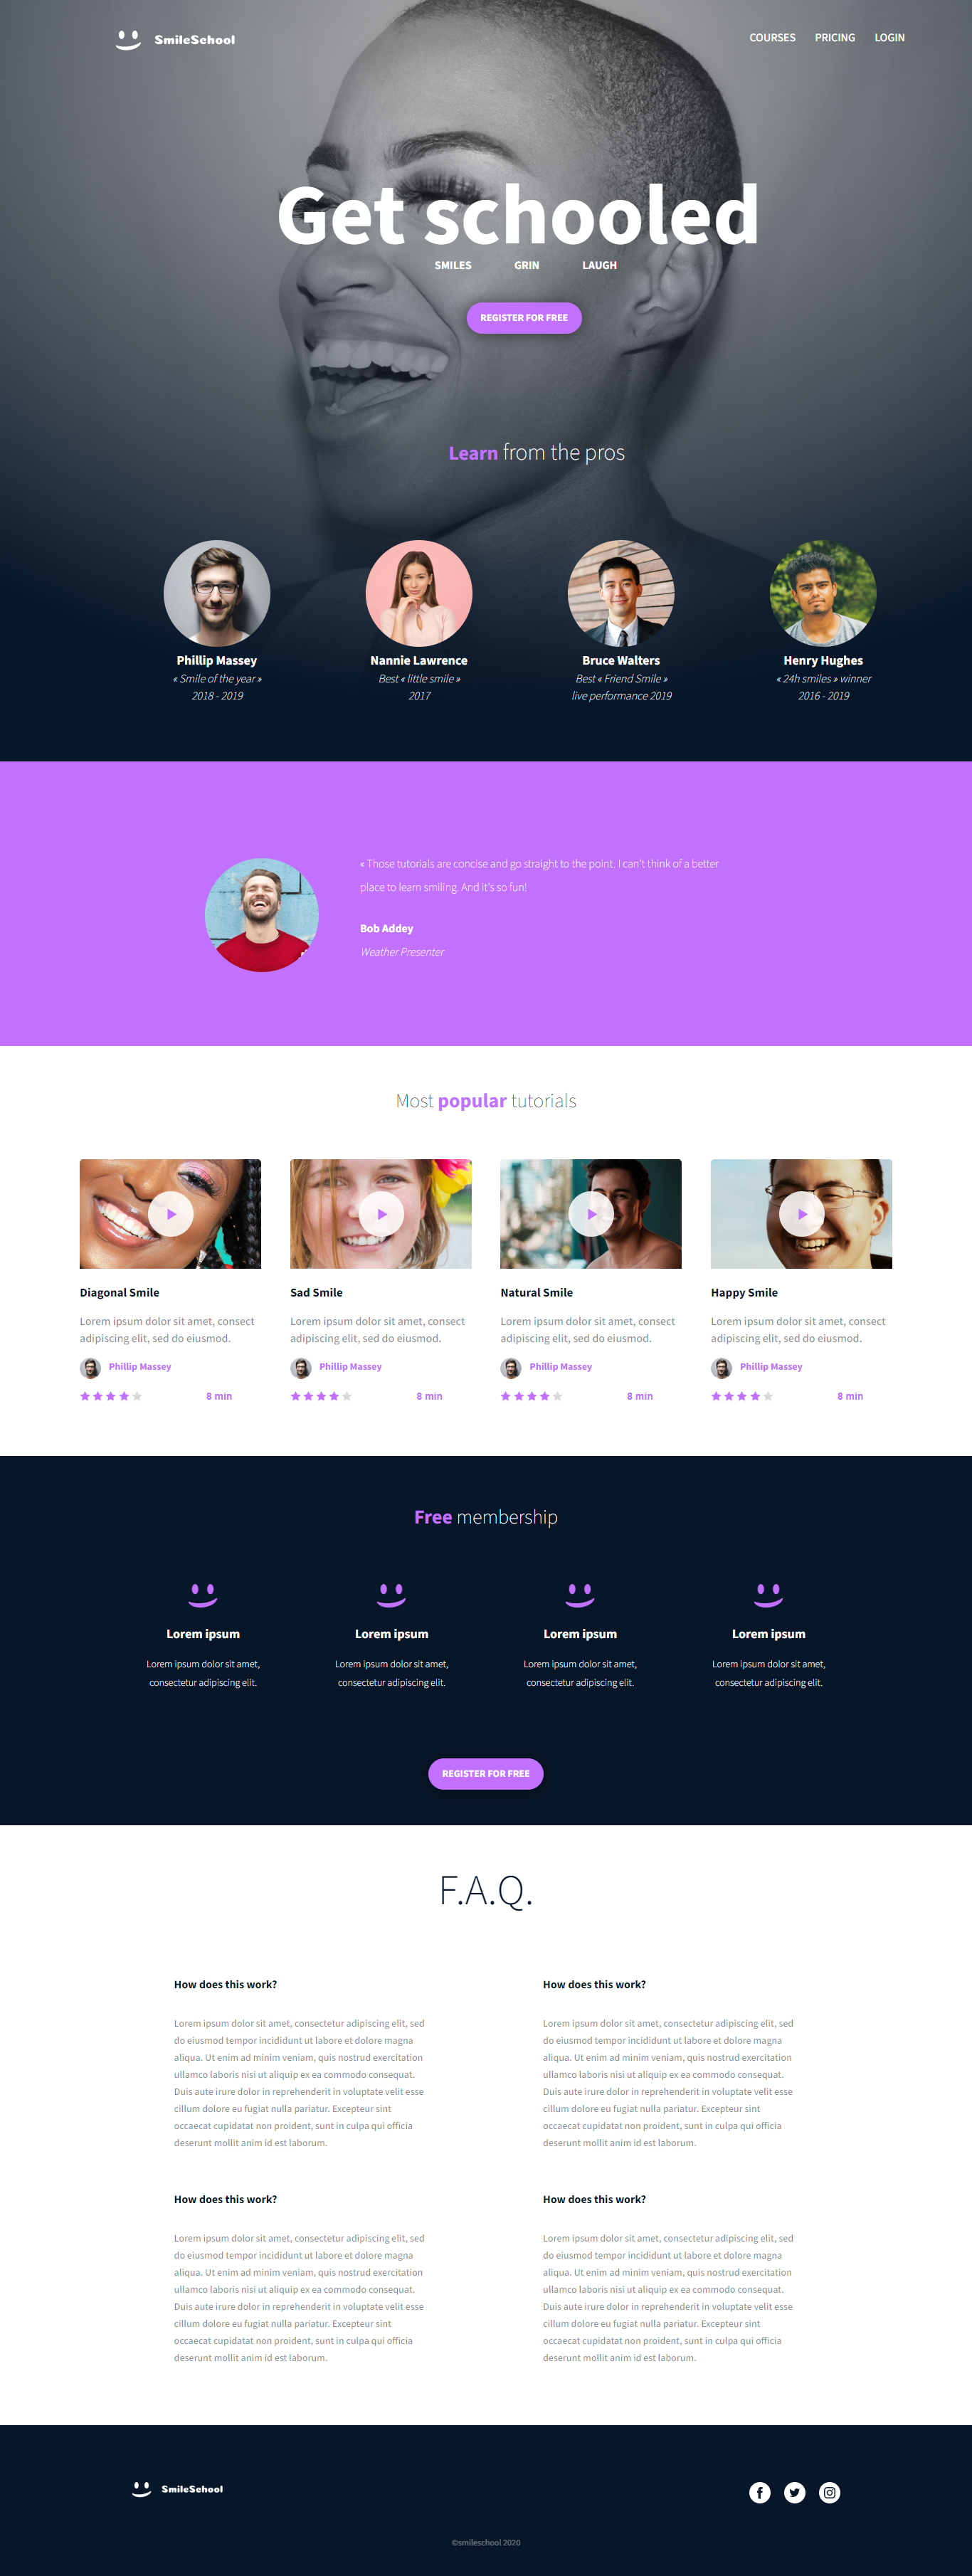 SmileSchool
COURSES PRICING LOGIN
Get schooled
SMILES GRIN LAUGH
REGISTER FOR FREE
Learn from the pros
Phillip Massey
« Smile of the year »
2018 - 2019
Nannie Lawrence
Best « little smile »
2017
Bruce Walters
Best « Friend Smile »
live performance 2019
Henry Hughes
« 24h smiles » winner
2016 - 2019
« Those tutorials are concise and go straight to the point. I can't think of a better
place to learn smiling. And it's so fun!
Bob Addey
Weather Presenter
Most popular tutorials
Diagonal Smile
Lorem ipsum dolor sit amet, consect
adipiscing elit, sed do eiusmod.
Phillip Massey
8 min
Sad Smile
Lorem ipsum dolor sit amet, consect
adipiscing elit, sed do eiusmod.
Phillip Massey
8 min
Natural Smile
Lorem ipsum dolor sit amet, consect
adipiscing elit, sed do eiusmod.
Phillip Massey
8 min
Happy Smile
Lorem ipsum dolor sit amet, consect
adipiscing elit, sed do eiusmod.
Phillip Massey
8 min
Free membership
Lorem ipsum
Lorem ipsum dolor sit amet,
consectetur adipiscing elit.
Lorem ipsum
Lorem ipsum dolor sit amet,
consectetur adipiscing elit.
Lorem ipsum
Lorem ipsum dolor sit amet,
consectetur adipiscing elit.
Lorem ipsum
Lorem ipsum dolor sit amet,
consectetur adipiscing elit.
REGISTER FOR FREE
F.A.Q.
How does this work?
Lorem ipsum dolor sit amet, consectetur adipiscing elit, sed
do eiusmod tempor incididunt ut labore et dolore magna
aliqua. Ut enim ad minim veniam, quis nostrud exercitation
ullamco laboris nisi ut aliquip ex ea commodo consequat.
Duis aute irure dolor in reprehenderit in voluptate velit esse
cillum dolore eu fugiat nulla pariatur. Excepteur sint
occaecat cupidatat non proident, sunt in culpa qui officia
deserunt mollit anim id est laborum.
How does this work?
Lorem ipsum dolor sit amet, consectetur adipiscing elit, sed
do eiusmod tempor incididunt ut labore et dolore magna
aliqua. Ut enim ad minim veniam, quis nostrud exercitation
ullamco laboris nisi ut aliquip ex ea commodo consequat.
Duis aute irure dolor in reprehenderit in voluptate velit esse
cillum dolore eu fugiat nulla pariatur. Excepteur sint
occaecat cupidatat non proident, sunt in culpa qui officia
deserunt mollit anim id est laborum.
How does this work?
Lorem ipsum dolor sit amet, consectetur adipiscing elit, sed
do eiusmod tempor incididunt ut labore et dolore magna
aliqua. Ut enim ad minim veniam, quis nostrud exercitation
ullamco laboris nisi ut aliquip ex ea commodo consequat.
Duis aute irure dolor in reprehenderit in voluptate velit esse
cillum dolore eu fugiat nulla pariatur. Excepteur sint
occaecat cupidatat non proident, sunt in culpa qui officia
deserunt mollit anim id est laborum.
How does this work?
Lorem ipsum dolor sit amet, consectetur adipiscing elit, sed
do eiusmod tempor incididunt ut labore et dolore magna
aliqua. Ut enim ad minim veniam, quis nostrud exercitation
ullamco laboris nisi ut aliquip ex ea commodo consequat.
Duis aute irure dolor in reprehenderit in voluptate velit esse
cillum dolore eu fugiat nulla pariatur. Excepteur sint
occaecat cupidatat non proident, sunt in culpa qui officia
deserunt mollit anim id est laborum.
SmileSchool
©smileschool 2020